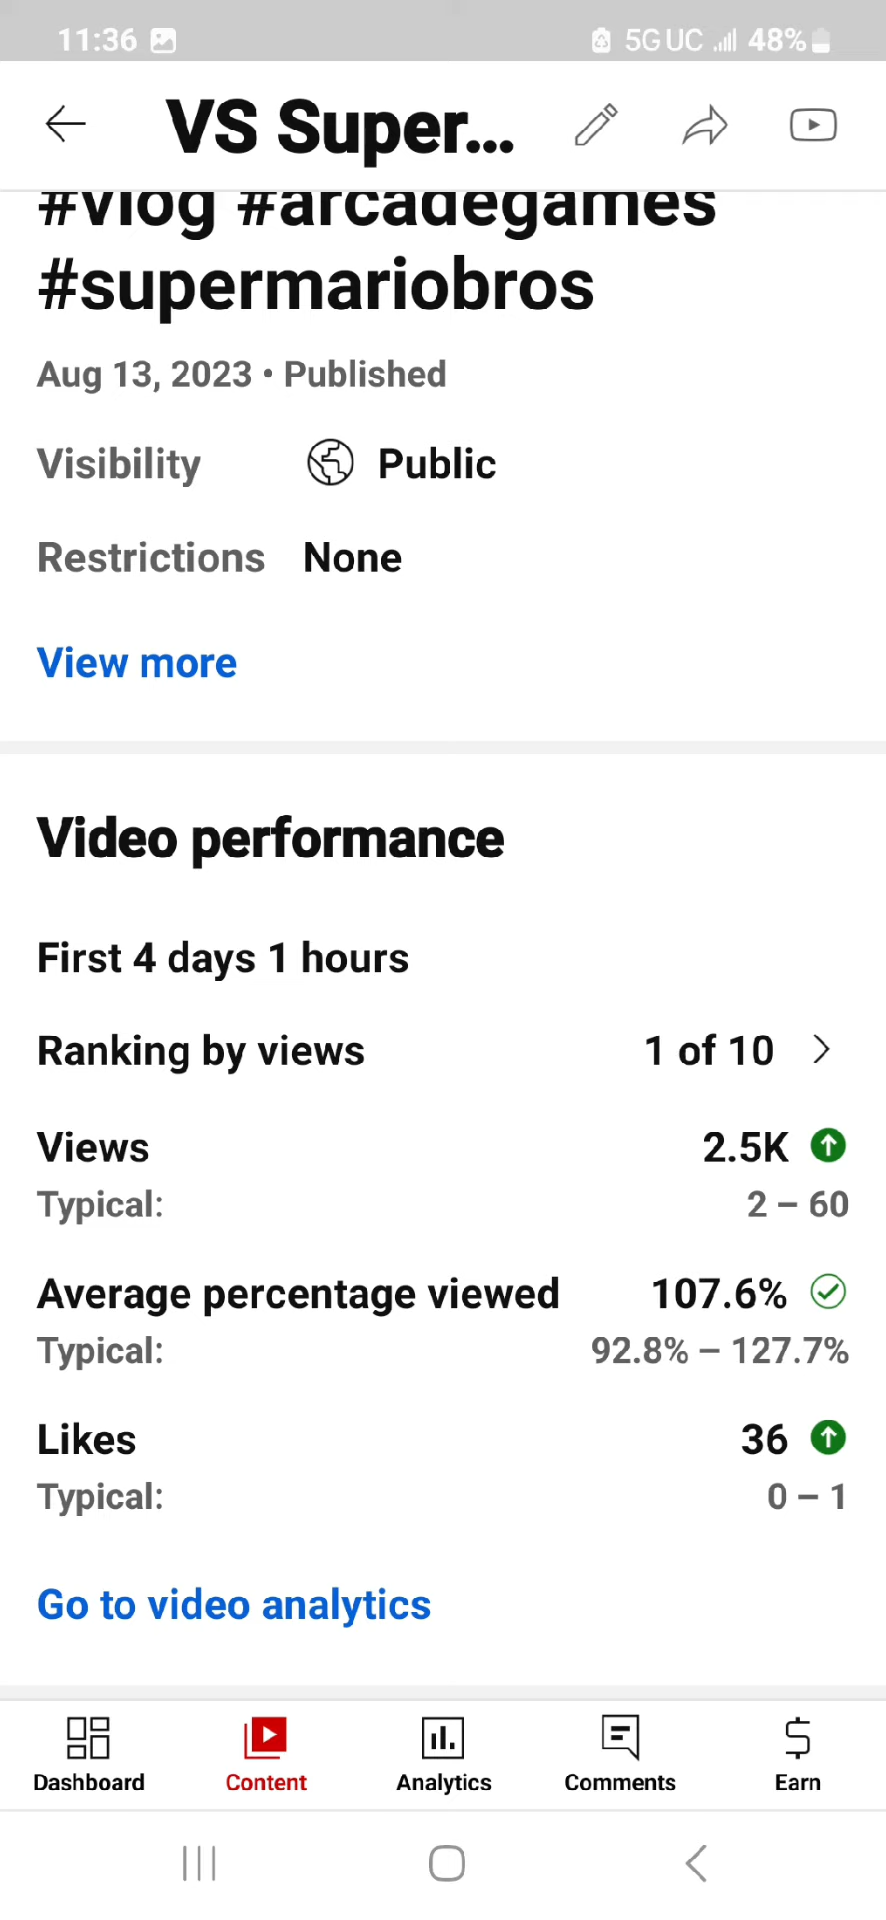 11:36 5G UC 48%
VS Super...
#vlog #arcadegames
#supermariobros
Aug 13, 2023 • Published
Visibility Public
Restrictions None
View more
Video performance
First 4 days 1 hours
Ranking by views 1 of 10
Views 2.5K
Typical: 2 – 60
Average percentage viewed 107.6%
Typical: 92.8% – 127.7%
Likes 36
Typical: 0 – 1
Go to video analytics
Dashboard Content Analytics Comments Earn